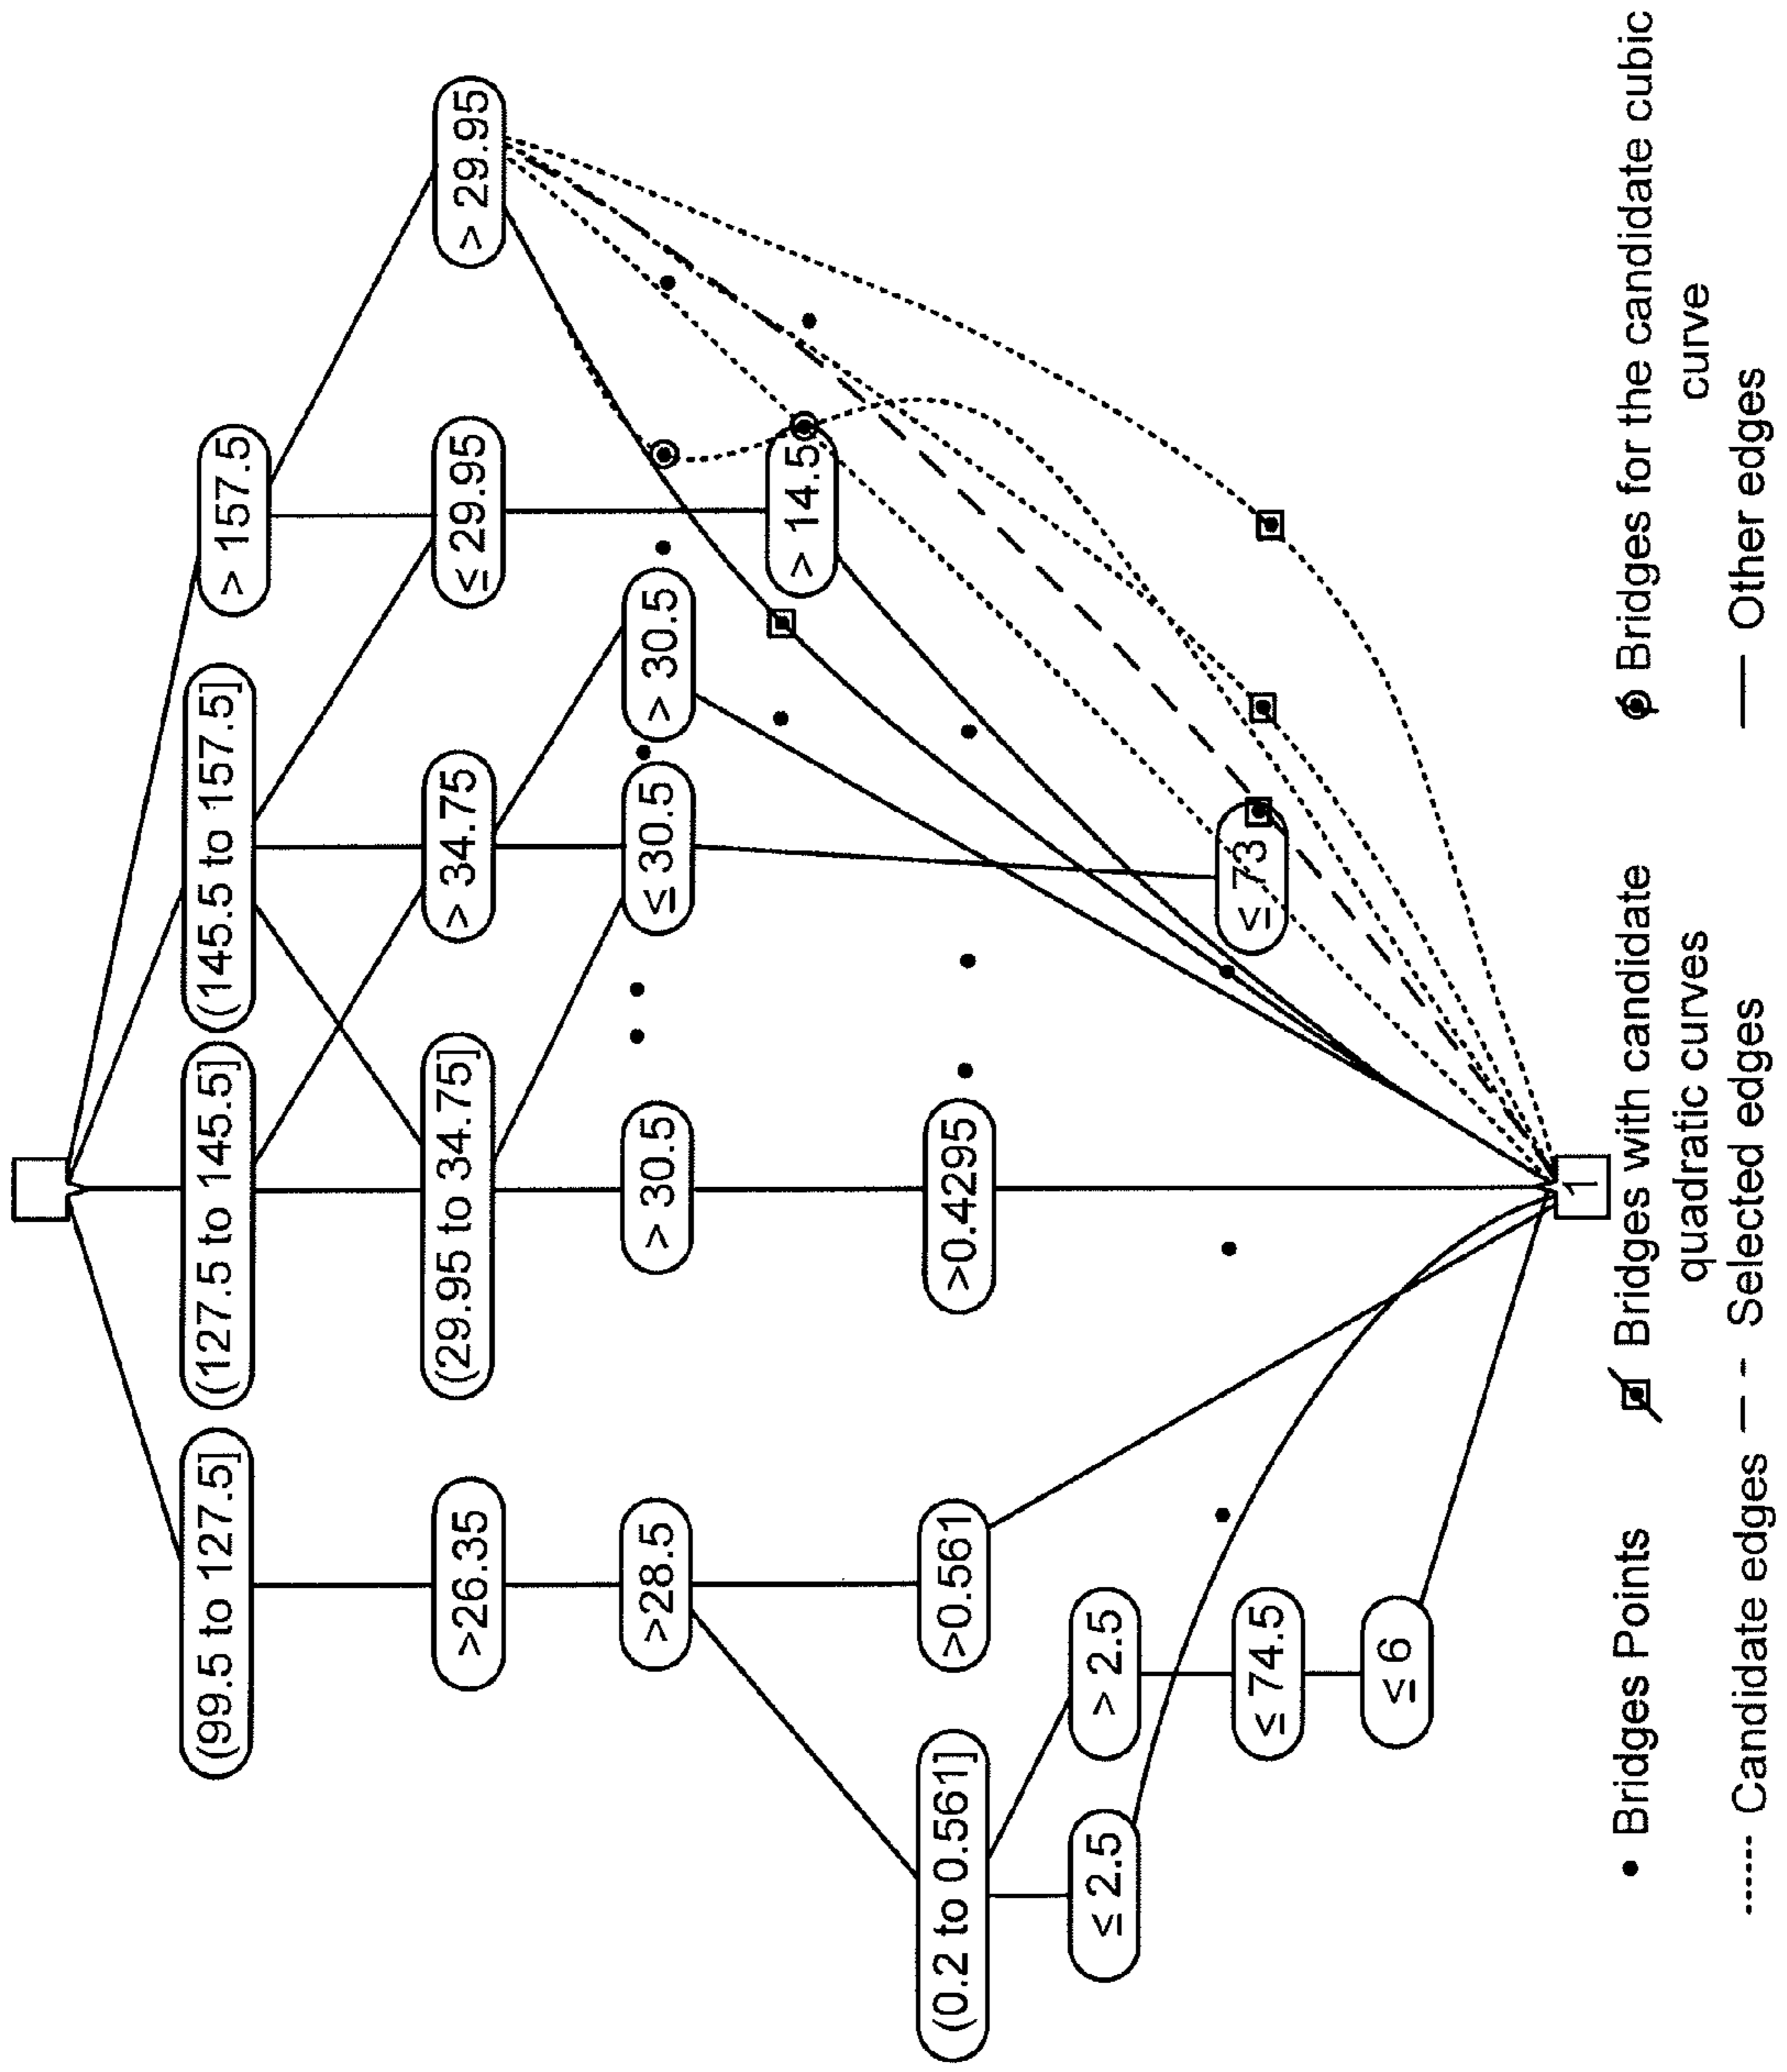 (99.5 to 127.5]
(127.5 to 145.5]
(145.5 to 157.5]
> 157.5
>26.35
(29.95 to 34.75]
> 34.75
≤ 29.95
> 29.95
>28.5
> 30.5
≤ 30.5
> 30.5
> 14.5
(0.2 to 0.561]
>0.561
>0.4295
≤ 2.5
> 2.5
≤ 74.5
≤ 73
≤ 6
1
Bridges Points
Bridges with candidate
quadratic curves
Bridges for the candidate cubic
curve
Candidate edges
Selected edges
Other edges